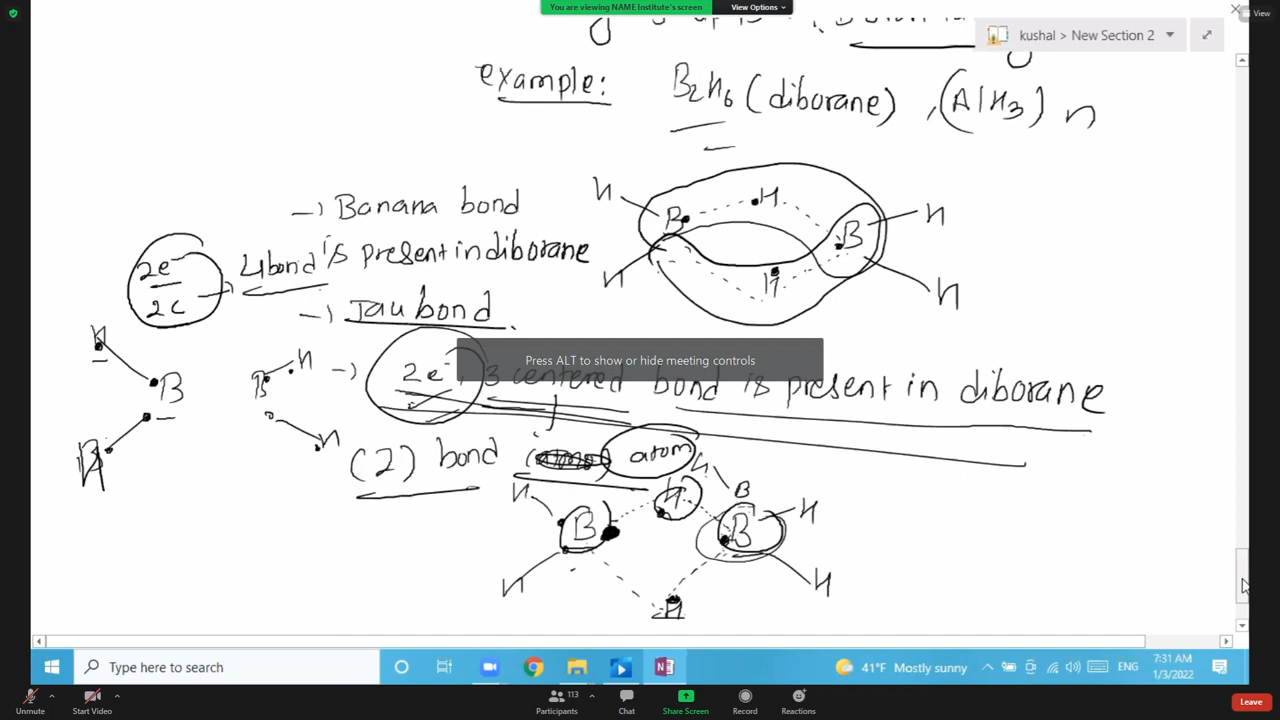 You are viewing NAME Institute's screen
View Options
View
kushal > New Section 2
example: B2H6 (diborane), (AlH3) n
H B H B H
H H H
→ Banana bond
2e-
2c → 4bond is present in diborane
→ Tau bond
Press ALT to show or hide meeting controls
→ 2e-, 3 centered bond is present in diborane
H B B H
H H
(2) bond atom
H B H H B B H
H H H
Type here to search
41°F Mostly sunny
ENG
7:31 AM
1/3/2022
Unmute
Start Video
113
Participants
Chat
Share Screen
Record
Reactions
Leave